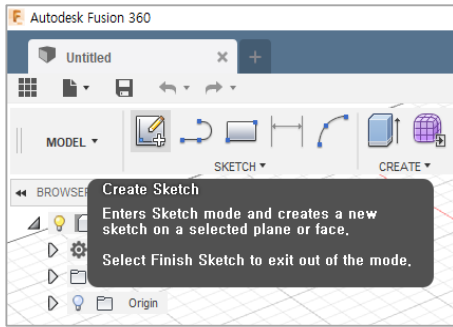 Autodesk Fusion 360
Untitled
MODEL
SKETCH
CREATE
BROWSER
Create Sketch
Enters Sketch mode and creates a new
sketch on a selected plane or face.
Select Finish Sketch to exit out of the mode.
Origin